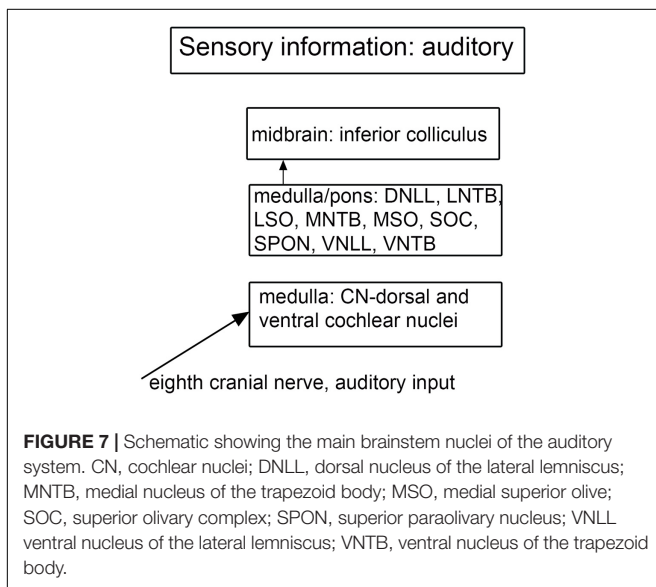 Sensory information: auditory
midbrain: inferior colliculus
medulla/pons: DNLL, LNTB,
LSO, MNTB, MSO, SOC,
SPON, VNLL, VNTB
medulla: CN-dorsal and
ventral cochlear nuclei
eighth cranial nerve, auditory input
FIGURE 7 | Schematic showing the main brainstem nuclei of the auditory
system. CN, cochlear nuclei; DNLL, dorsal nucleus of the lateral lemniscus;
MNTB, medial nucleus of the trapezoid body; MSO, medial superior olive;
SOC, superior olivary complex; SPON, superior paraolivary nucleus; VNLL
ventral nucleus of the lateral lemniscus; VNTB, ventral nucleus of the trapezoid
body.